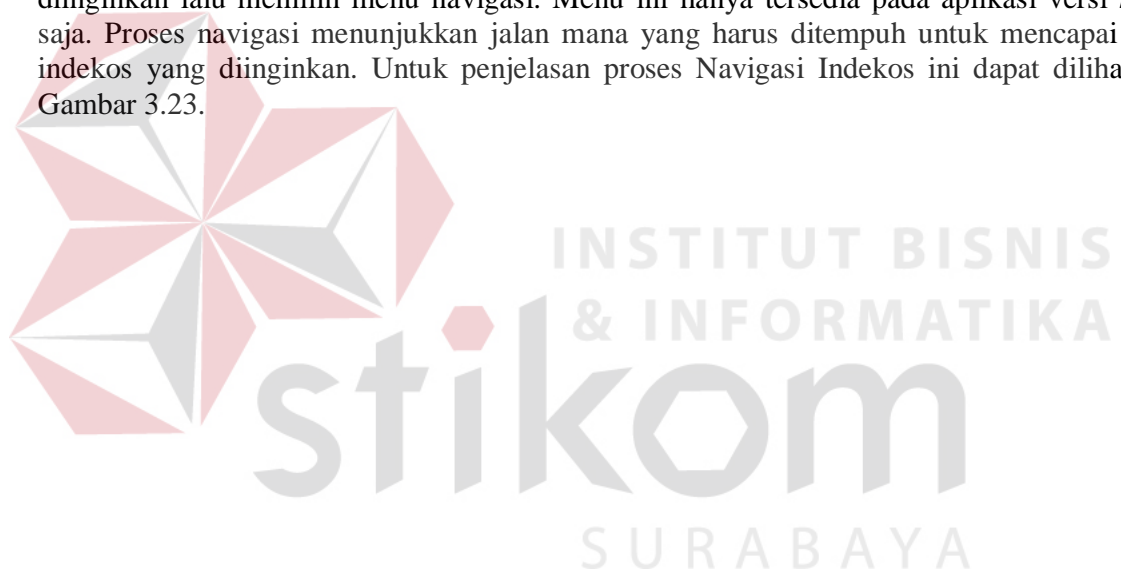 diinginkan lalu memilih menu navigasi. Menu ini hanya tersedia pada aplikasi versi
saja. Proses navigasi menunjukkan jalan mana yang harus ditempuh untuk mencapai
indekos yang diinginkan. Untuk penjelasan proses Navigasi Indekos ini dapat
Gambar 3.23.
INSTITUT BISNIS
& INFORMATIKA
stikom
SURABAYA